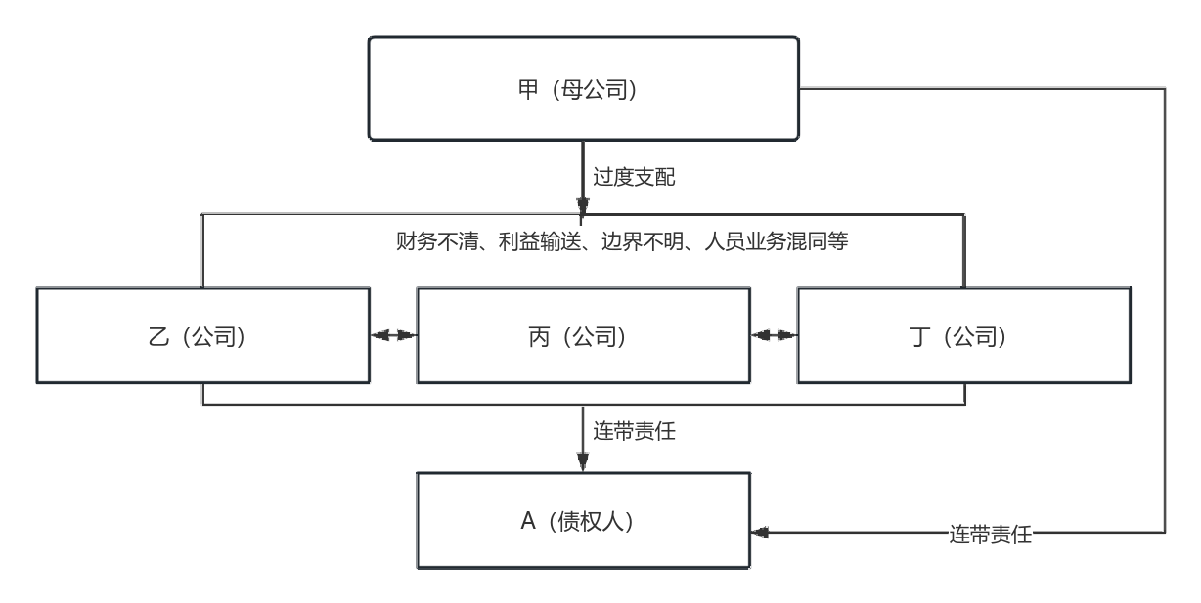 甲（母公司）
过度支配
财务不清、利益输送、边界不明、人员业务混同等
乙（公司）
丙（公司）
丁（公司）
连带责任
A（债权人）
连带责任